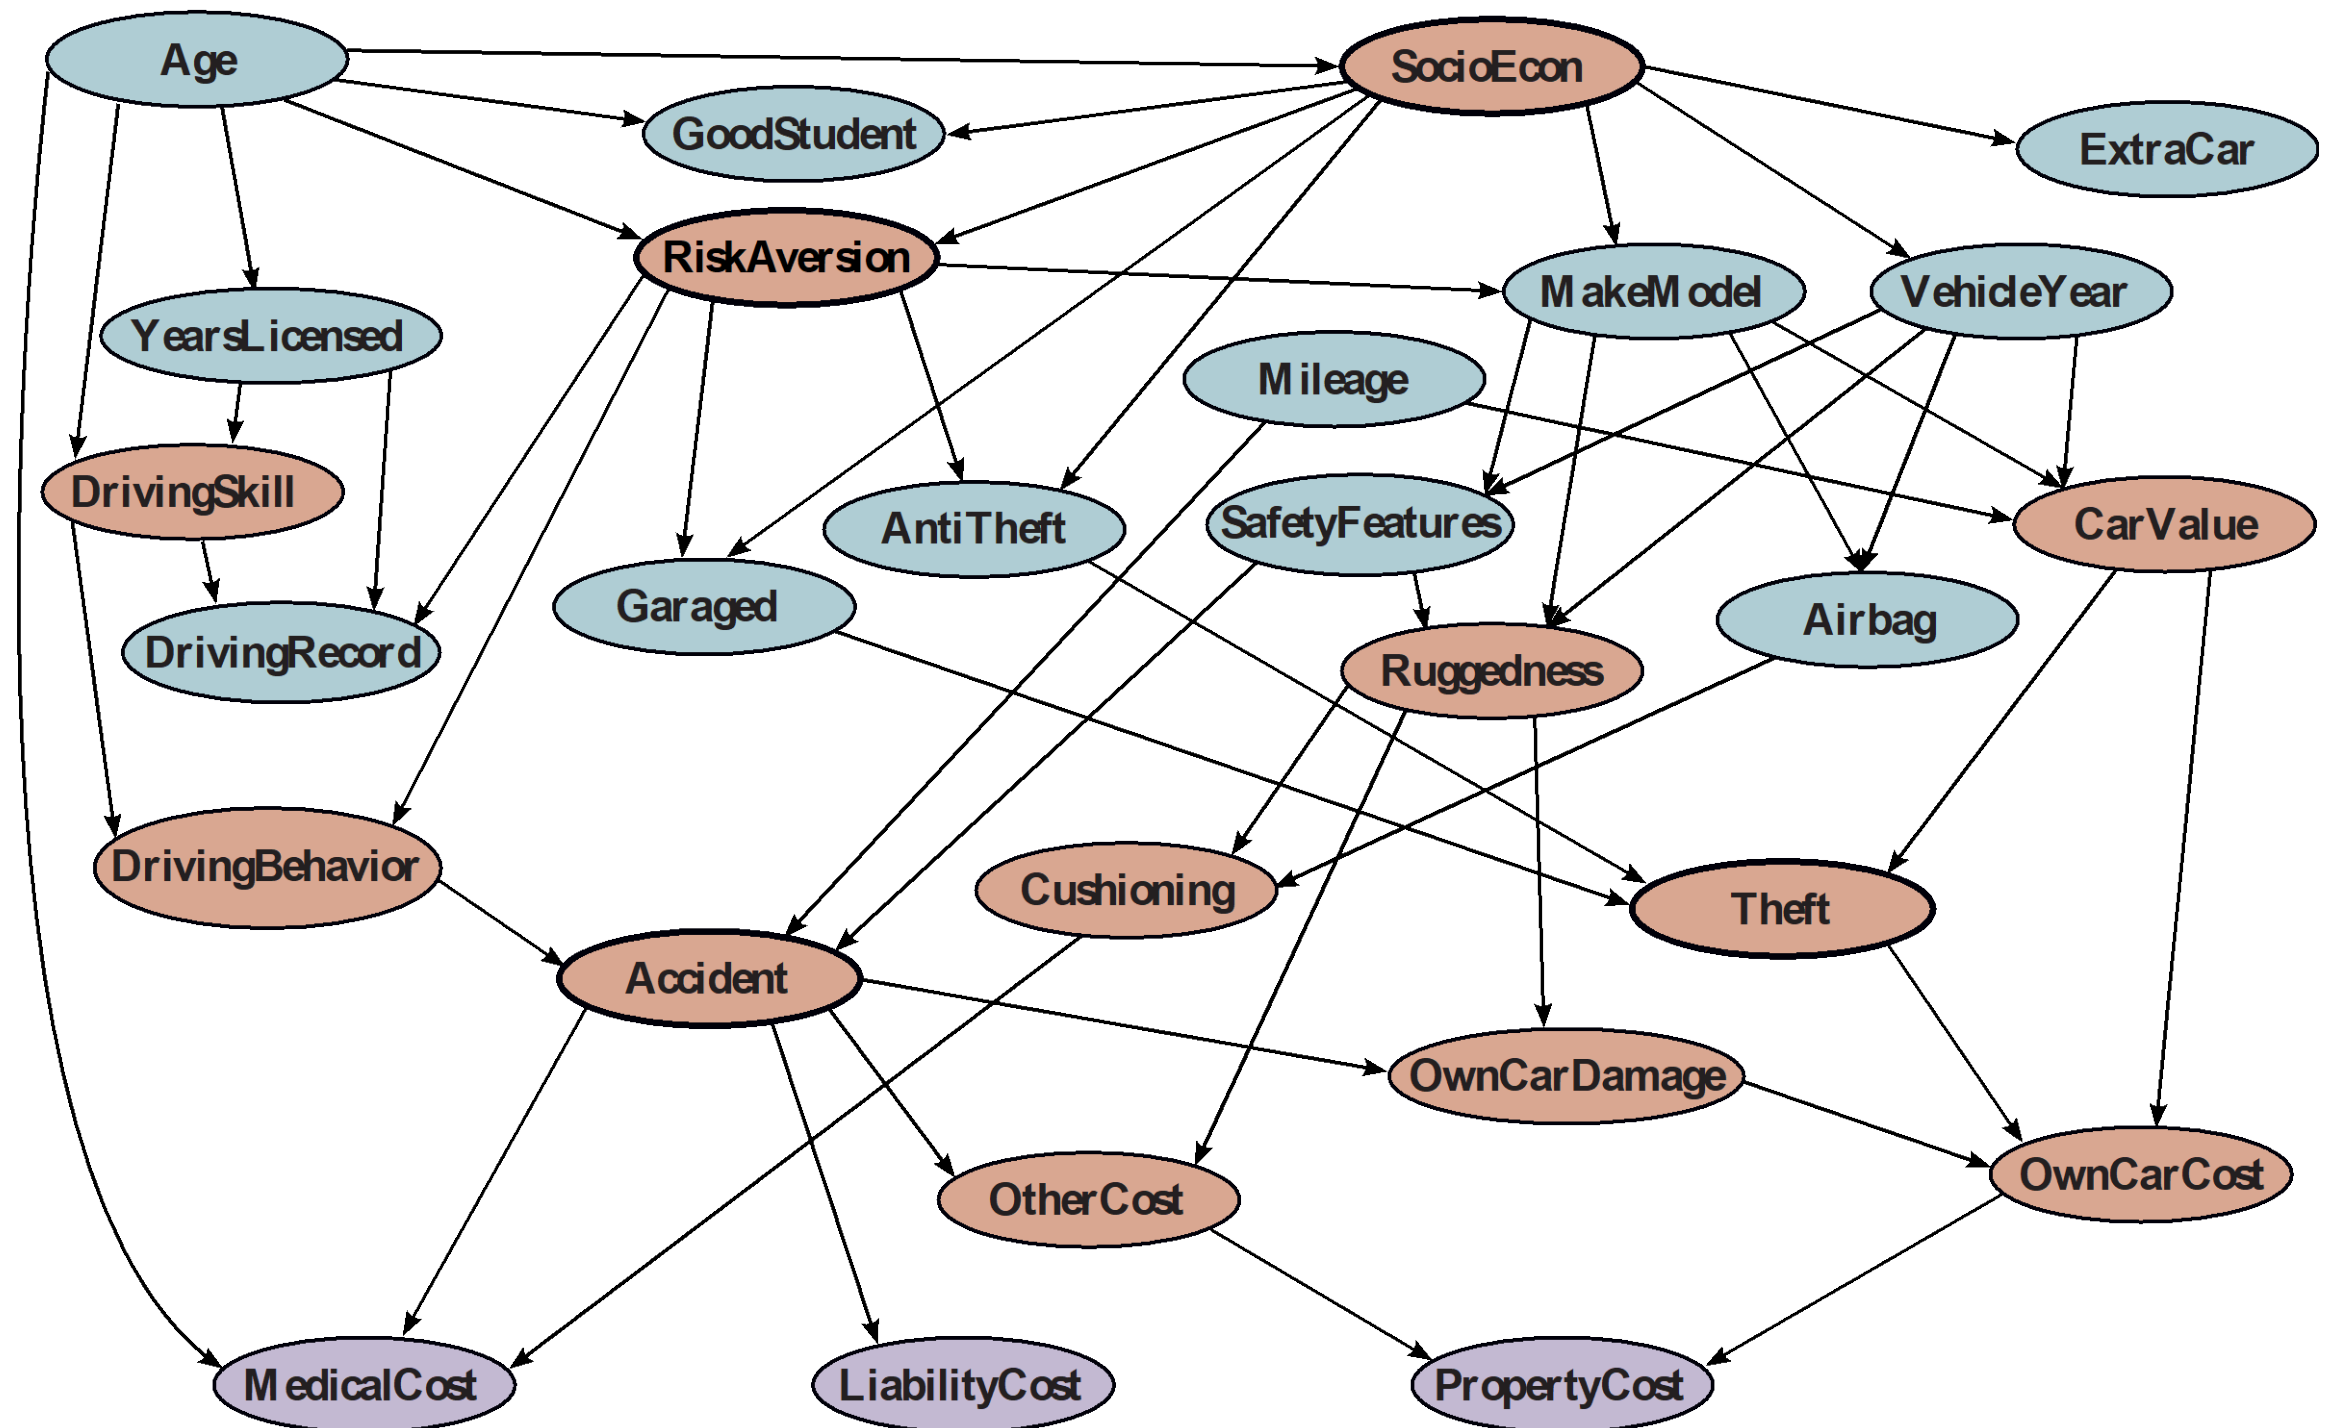 Age
SocioEcon
GoodStudent
ExtraCar
RiskAversion
MakeModel
VehicleYear
YearsLicensed
Mileage
DrivingSkill
AntiTheft
SafetyFeatures
CarValue
Garaged
Airbag
DrivingRecord
Ruggedness
DrivingBehavior
Cushioning
Theft
Accident
OwnCarDamage
OtherCost
OwnCarCost
MedicalCost
LiabilityCost
PropertyCost